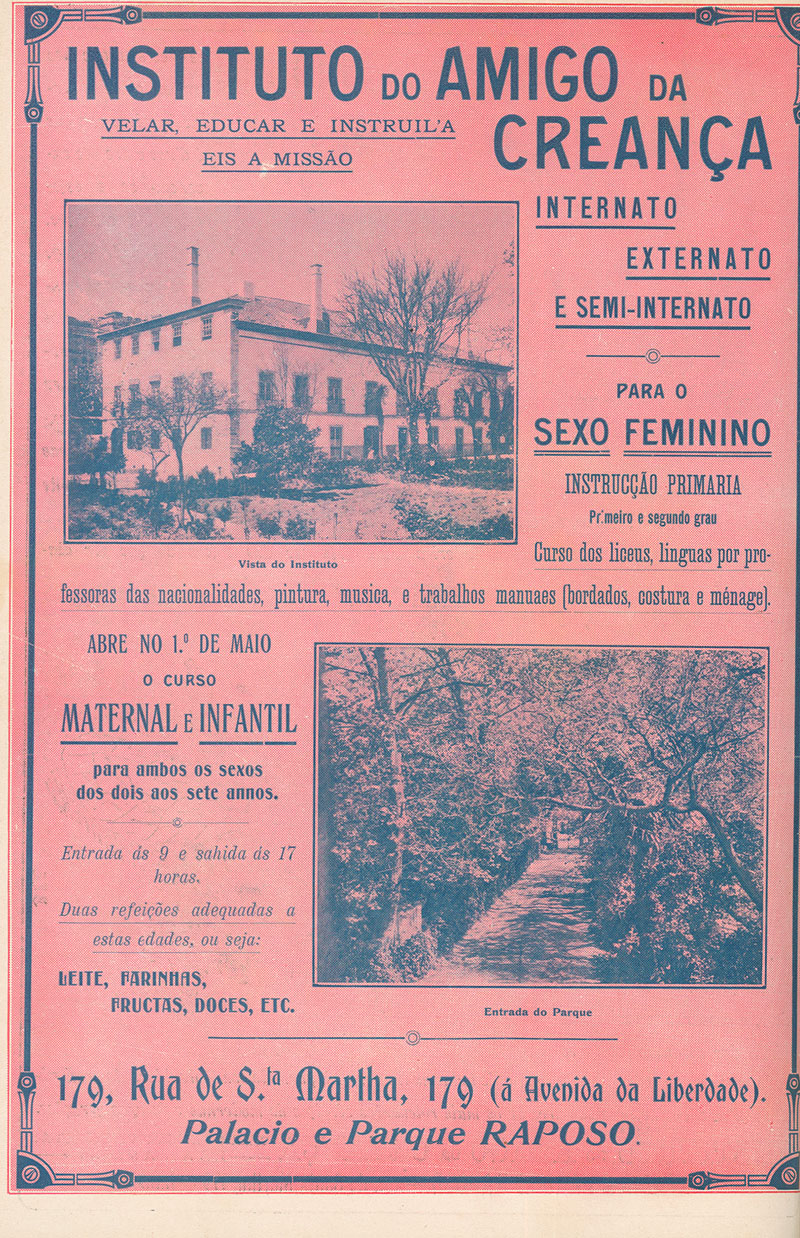 INSTITUTO DO AMIGO DA
CREANÇA
VELAR, EDUCAR E INSTRUIL'A
EIS A MISSÃO
INTERNATO
EXTERNATO
E SEMI-INTERNATO
PARA O
SEXO FEMININO
INSTRUCÇÃO PRIMARIA
Primeiro e segundo grau
Vista do Instituto
Curso dos liceus, linguas por pro-
fessoras das nacionalidades, pintura, musica, e trabalhos manuaes (bordados, costura e ménage).
ABRE NO 1.º DE MAIO
O CURSO
MATERNAL E INFANTIL
para ambos os sexos
dos dois aos sete annos.
Entrada ás 9 e sahida ás 17
horas.
Duas refeições adequadas a
estas edades, ou seja:
LEITE, FARINHAS,
FRUCTAS, DOCES, ETC.
Entrada do Parque
179, Rua de S.ta Martha, 179 (á Avenida da Liberdade).
Palacio e Parque RAPOSO.